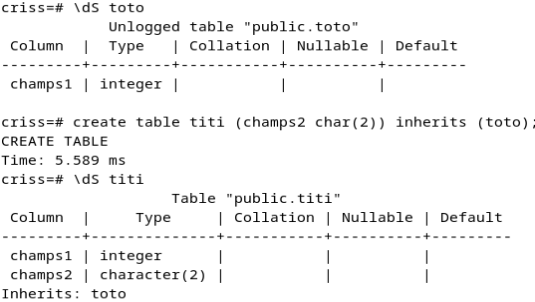 criss=# \dS toto
           Unlogged table "public.toto"
 Column  |  Type   | Collation | Nullable | Default 
---------+---------+-----------+----------+---------
 champs1 | integer |           |          | 

criss=# create table titi (champs2 char(2)) inherits (toto);
CREATE TABLE
Time: 5.589 ms
criss=# \dS titi
                   Table "public.titi"
 Column  |     Type     | Collation | Nullable | Default 
---------+--------------+-----------+----------+---------
 champs1 | integer      |           |          | 
 champs2 | character(2) |           |          | 
Inherits: toto